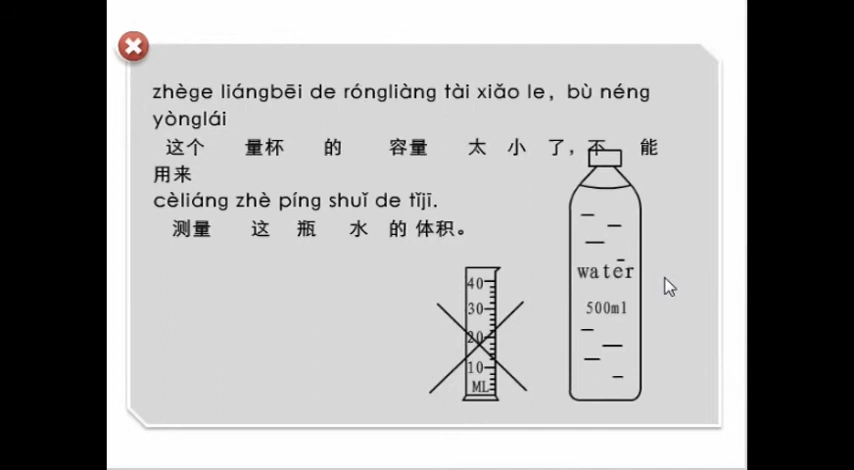 zhège liángbēi de róngliàng tài xiǎo le, bù néng
yònglái
这个 量杯 的 容量 太 小 了，不 能
用来
cèliáng zhè píng shuǐ de tǐjī.
测量 这 瓶 水 的 体积。
40
30
20
10
ML
water
500ml